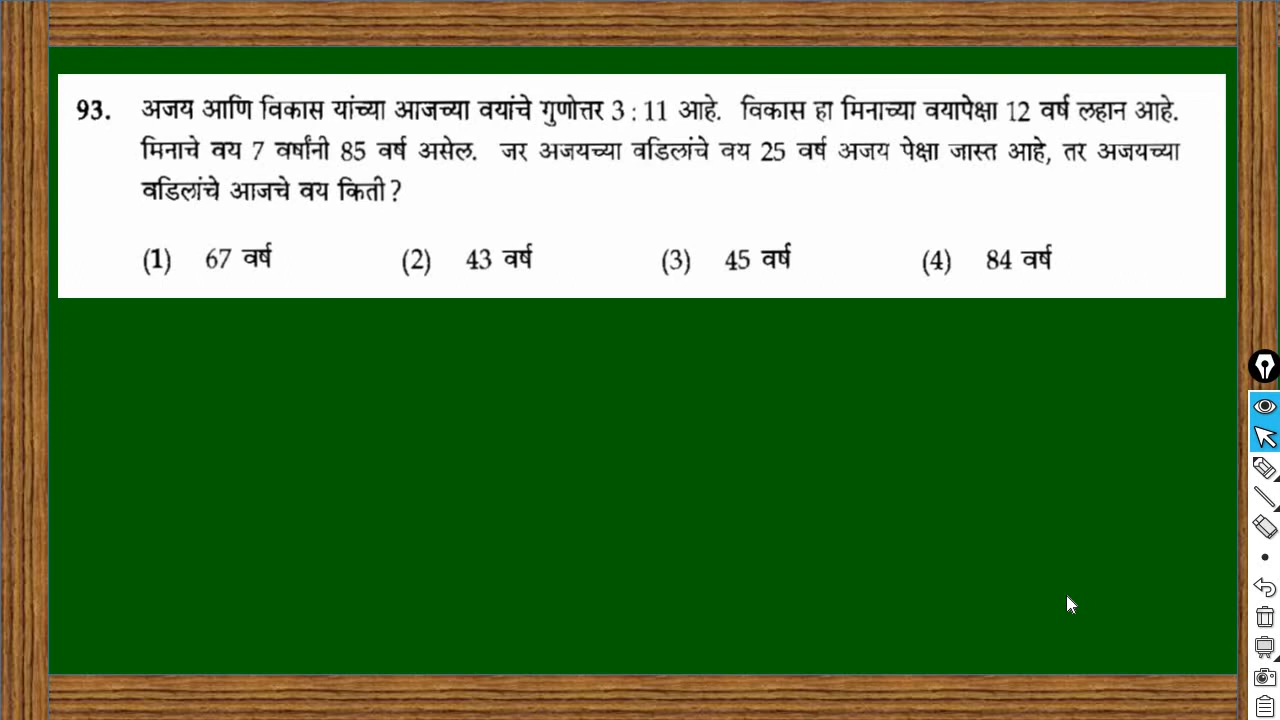 93. अजय आणि विकास यांच्या आजच्या वयांचे गुणोत्तर 3 : 11 आहे. विकास हा मिनाच्या वयापेक्षा 12 वर्ष लहान आहे.
मिनाचे वय 7 वर्षांनी 85 वर्ष असेल. जर अजयच्या वडिलांचे वय 25 वर्ष अजय पेक्षा जास्त आहे, तर अजयच्या
वडिलांचे आजचे वय किती ?
(1) 67 वर्ष (2) 43 वर्ष (3) 45 वर्ष (4) 84 वर्ष